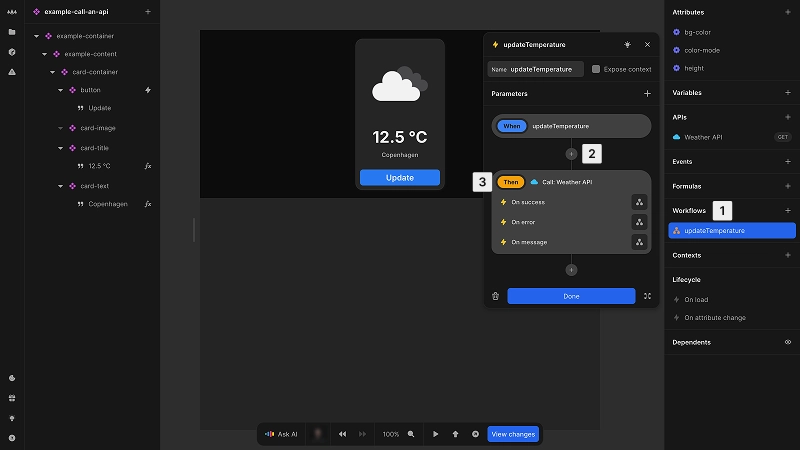 example-call-an-api
example-container
example-content
card-container
button
Update
card-image
card-title
12.5 °C
fx
card-text
Copenhagen
fx
12.5 °C
Copenhagen
Update
updateTemperature
Name
updateTemperature
Expose context
Parameters
When
updateTemperature
2
3
Then
Call: Weather API
On success
On error
On message
Done
Ask AI
100%
View changes
Attributes
bg-color
color-mode
height
Variables
APIs
Weather API
GET
Events
Formulas
Workflows
1
updateTemperature
Contexts
Lifecycle
On load
On attribute change
Dependents